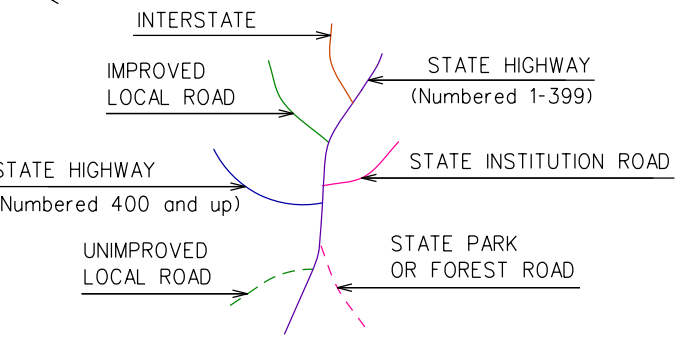 INTERSTATE
IMPROVED
LOCAL ROAD
STATE HIGHWAY
(Numbered 1-399)
STATE HIGHWAY
Numbered 400 and up)
STATE INSTITUTION ROAD
UNIMPROVED
LOCAL ROAD
STATE PARK
OR FOREST ROAD